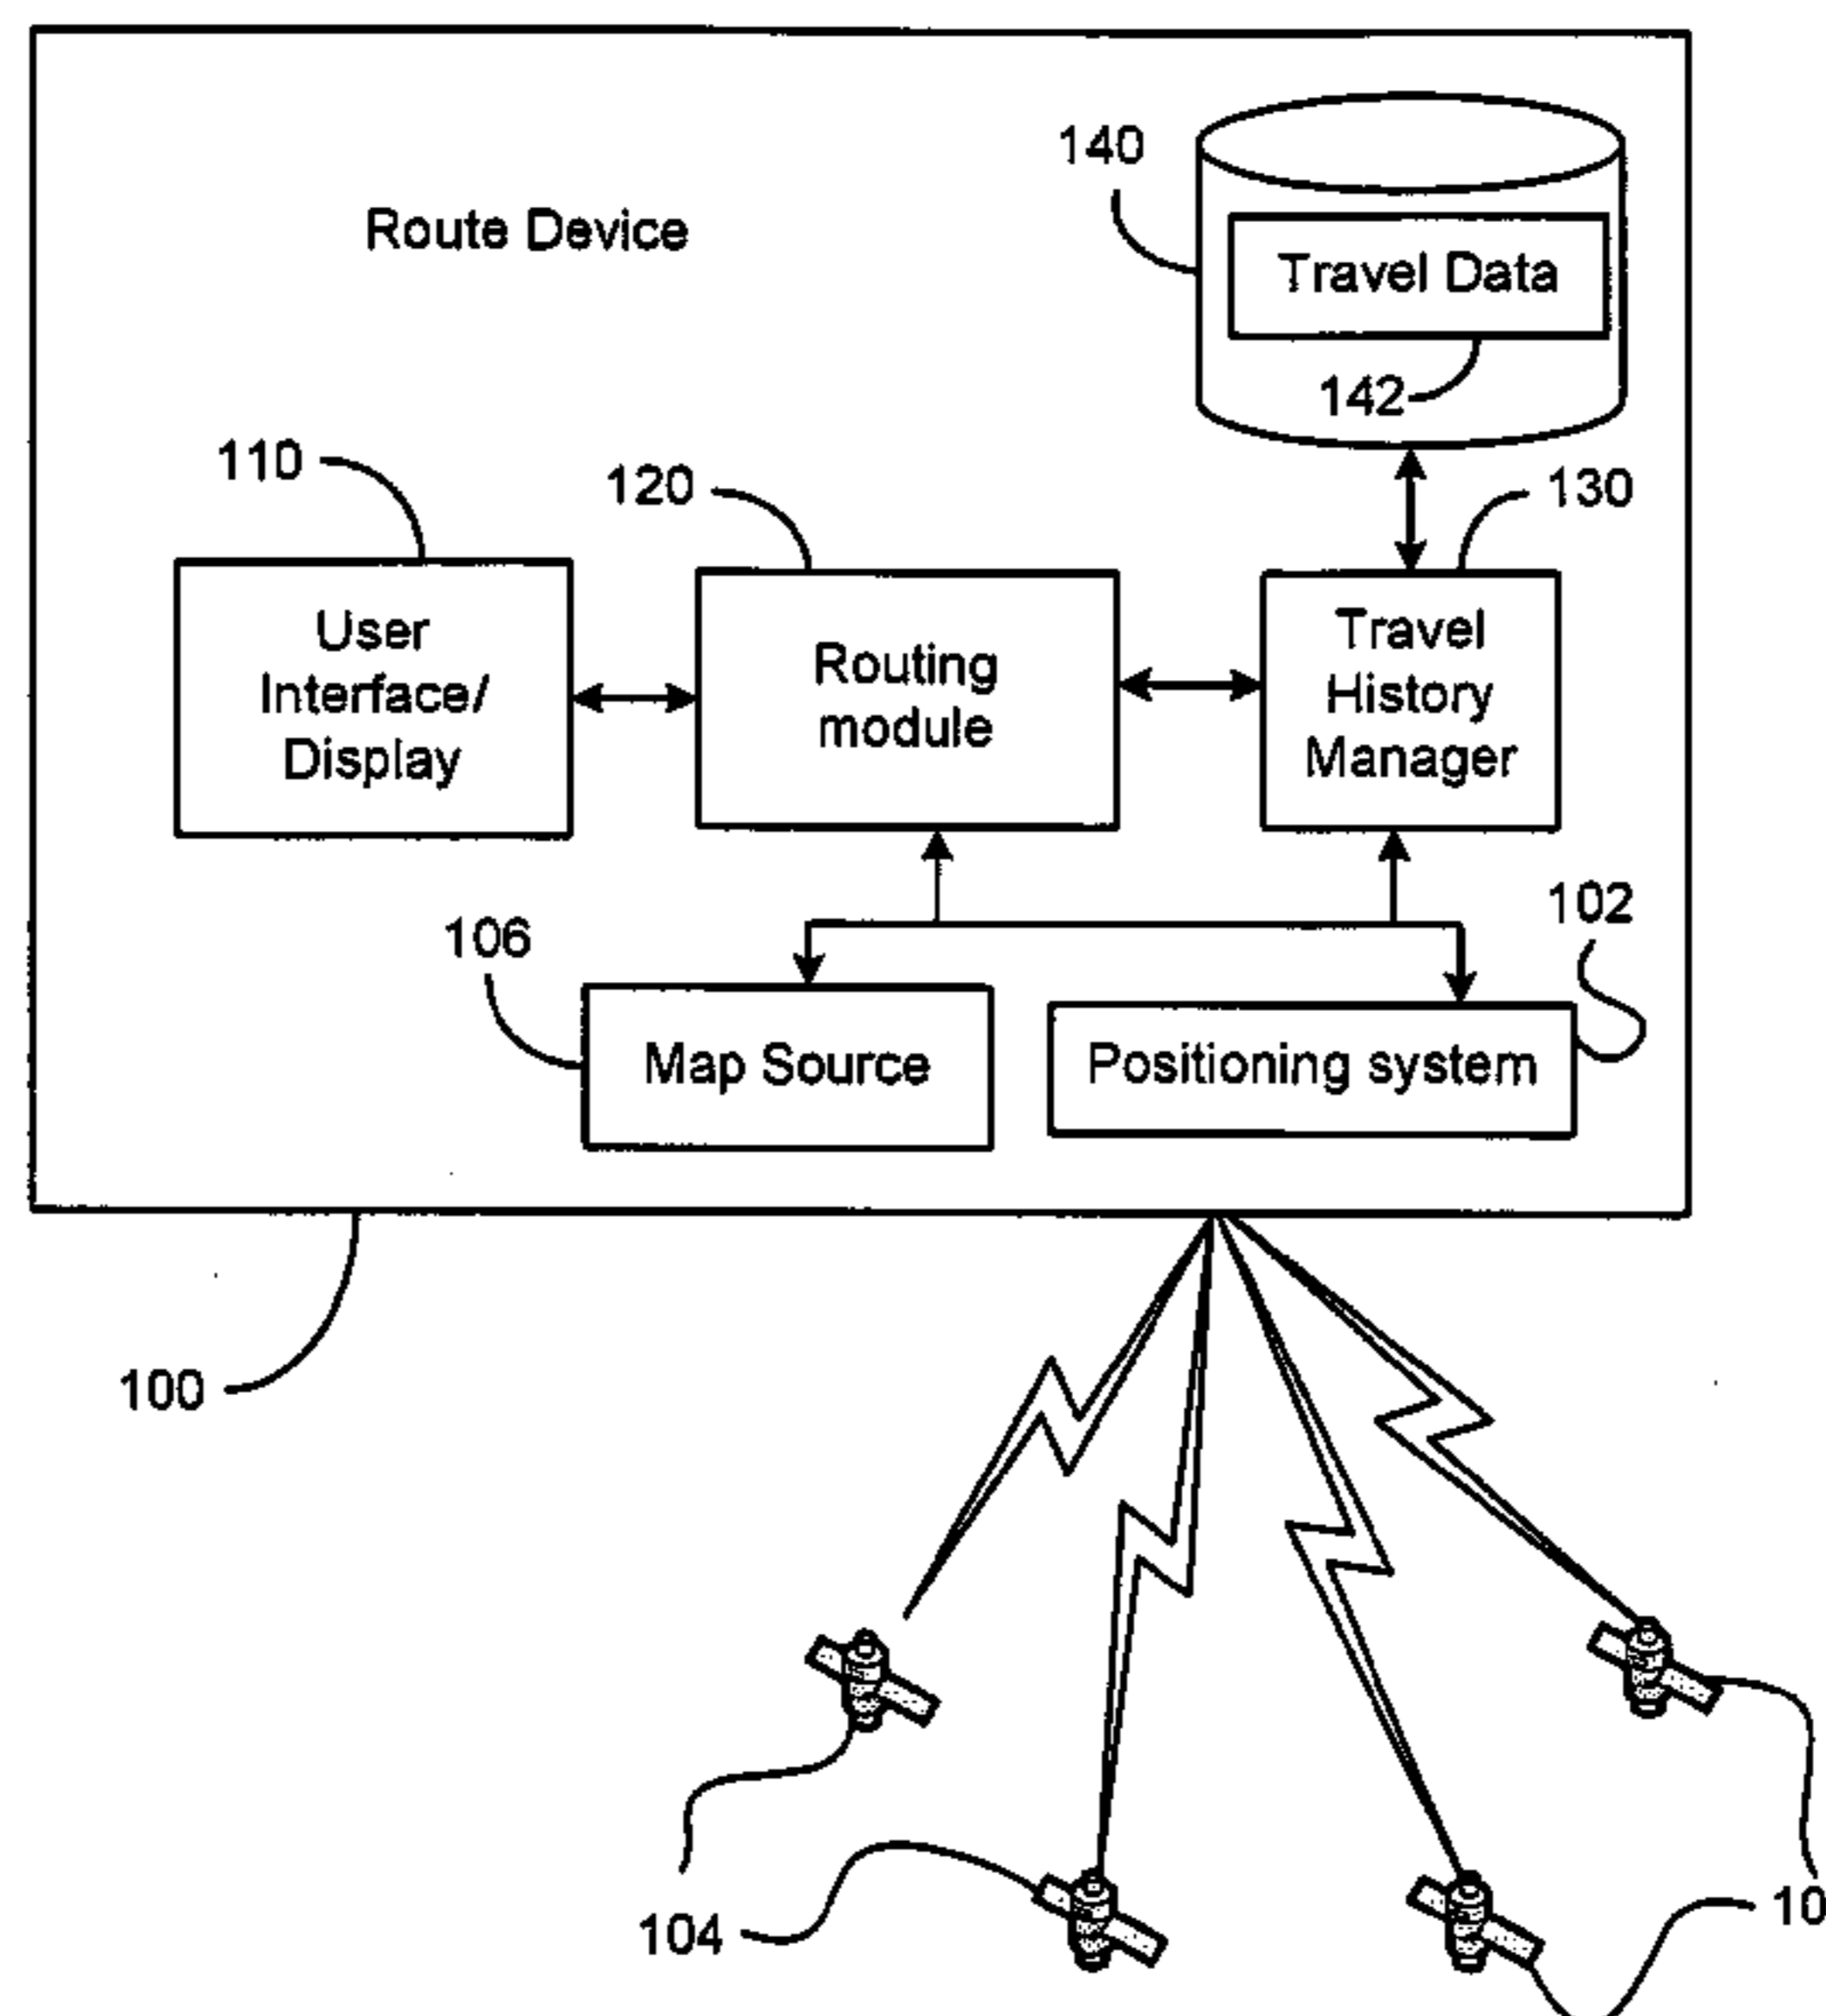 140
Route Device
Travel Data
142
110
120
130
User
Interface/
Display
Routing
module
Travel
History
Manager
102
106
Map Source
Positioning system
100
104
10